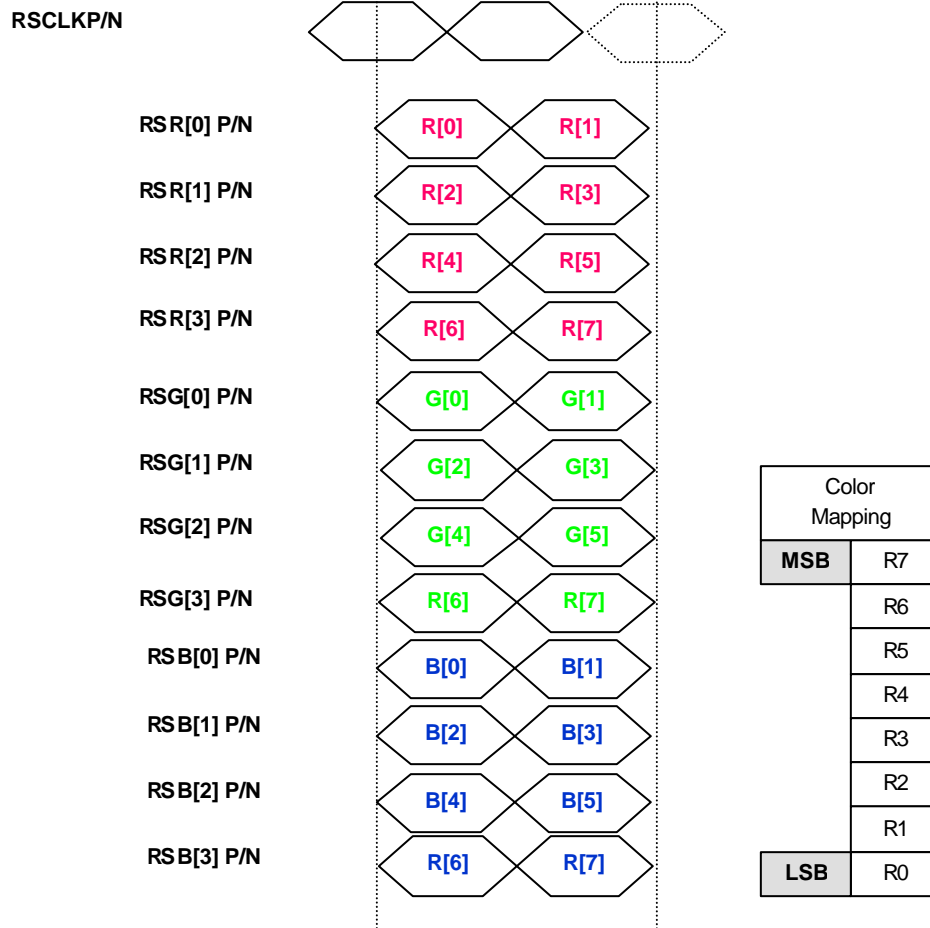 RSCLKP/N
RSR[0] P/N R[0] R[1]
RSR[1] P/N R[2] R[3]
RSR[2] P/N R[4] R[5]
RSR[3] P/N R[6] R[7]
RSG[0] P/N G[0] G[1]
RSG[1] P/N G[2] G[3]
RSG[2] P/N G[4] G[5]
RSG[3] P/N R[6] R[7]
RSB[0] P/N B[0] B[1]
RSB[1] P/N B[2] B[3]
RSB[2] P/N B[4] B[5]
RSB[3] P/N R[6] R[7]
Color
Mapping
MSB R7
R6
R5
R4
R3
R2
R1
LSB R0